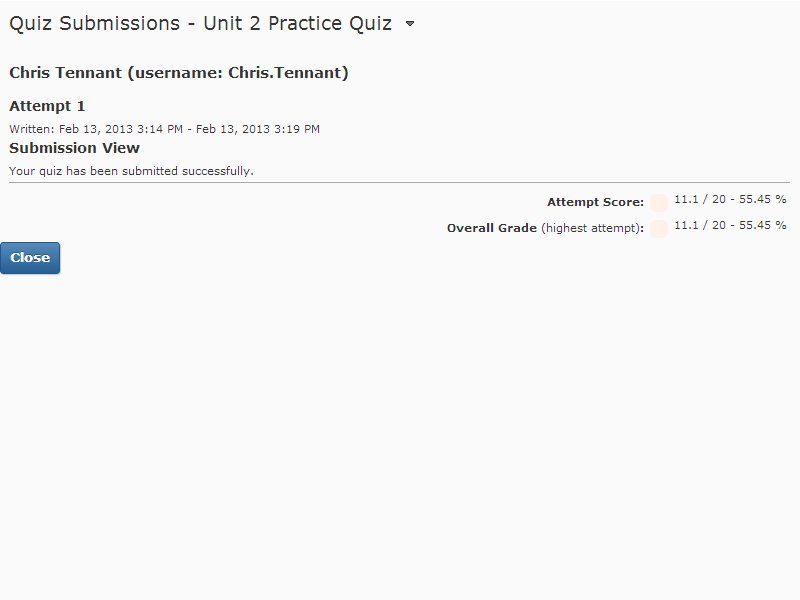 Quiz Submissions - Unit 2 Practice Quiz
Chris Tennant (username: Chris.Tennant)
Attempt 1
Written: Feb 13, 2013 3:14 PM - Feb 13, 2013 3:19 PM
Submission View
Your quiz has been submitted successfully.
Attempt Score: 11.1 / 20 - 55.45 %
Overall Grade (highest attempt): 11.1 / 20 - 55.45 %
Close